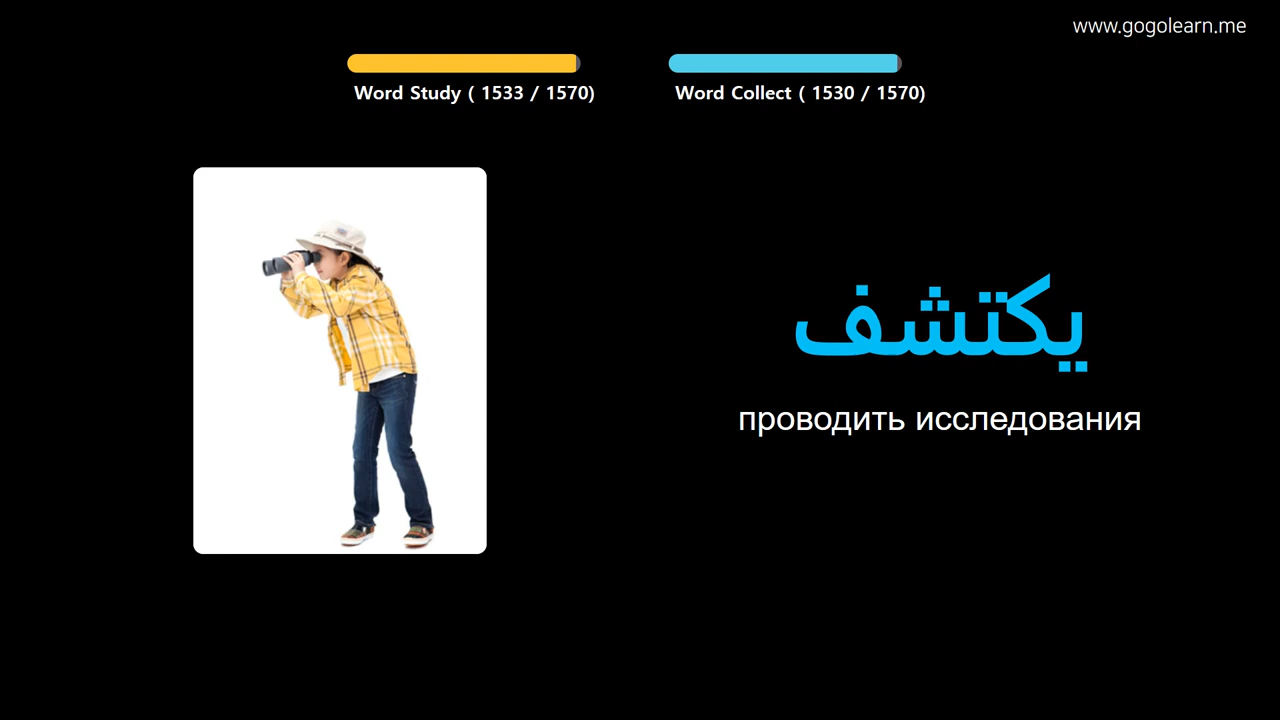 www.gogolearn.me
Word Study ( 1533 / 1570)
Word Collect ( 1530 / 1570)
يكتشف
проводить исследования